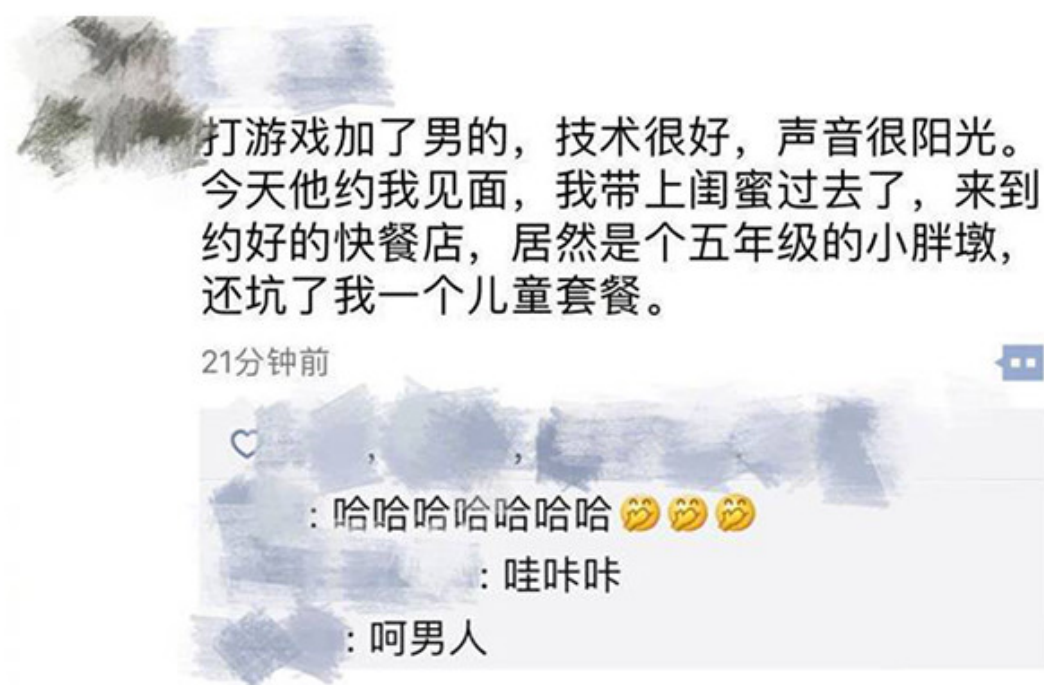 打游戏加了男的，技术很好，声音很阳光。
今天他约我见面，我带上闺蜜过去了，来到
约好的快餐店，居然是个五年级的小胖墩，
还坑了我一个儿童套餐。
21分钟前
，，
：哈哈哈哈哈哈哈🤭🤭🤭
：哇咔咔
：呵男人